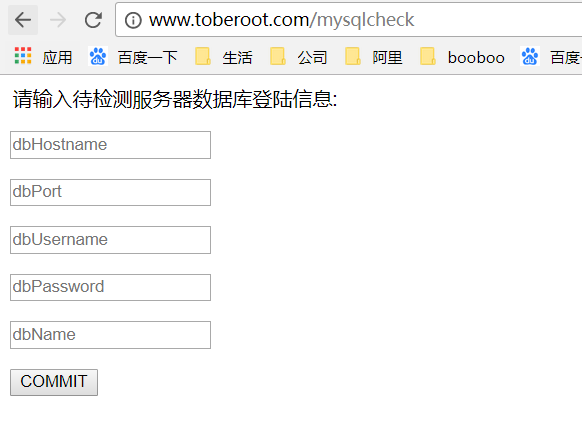 www.toberoot.com/mysqlcheck
应用 百度一下 生活 公司 阿里 booboo 百度一
请输入待检测服务器数据库登陆信息:
dbHostname
dbPort
dbUsername
dbPassword
dbName
COMMIT